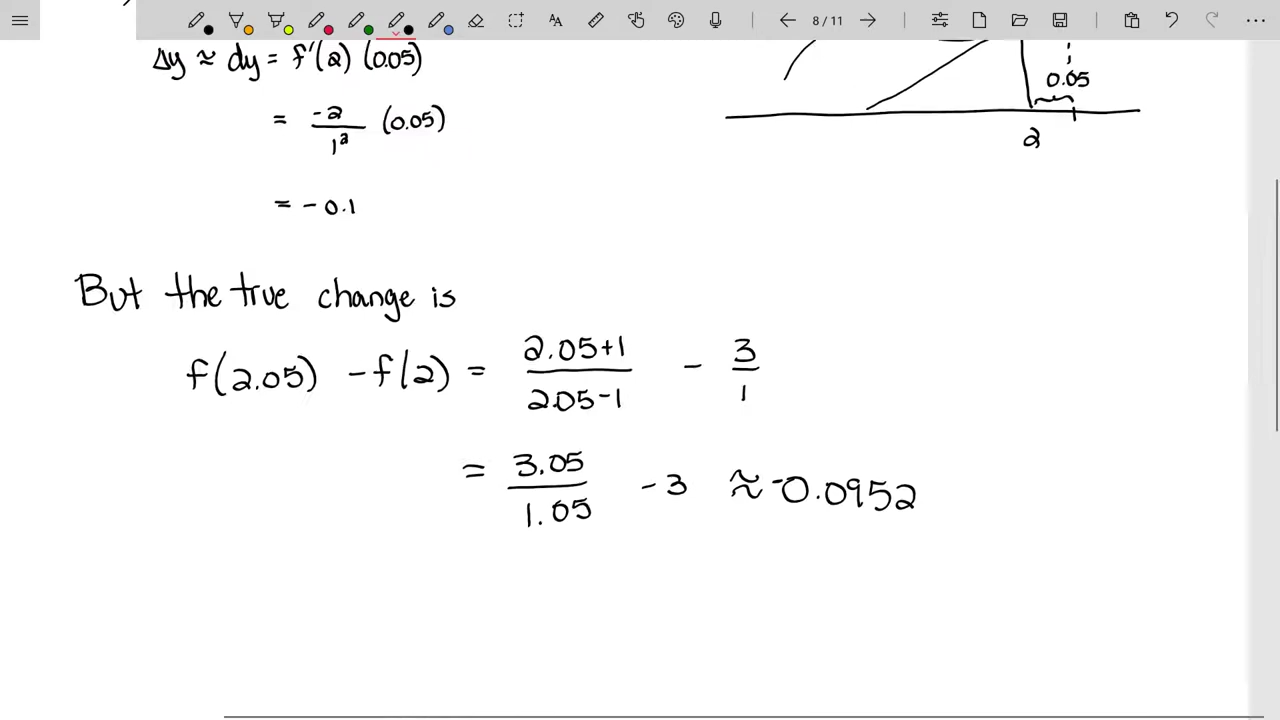 8 / 11
Δy ≈ dy = f'(2) (0.05)
= -2/1² (0.05)
= -0.1
0.05
2
But the true change is
f(2.05) - f(2) = 2.05+1/2.05-1 - 3/1
= 3.05/1.05 - 3 ≈ -0.0952